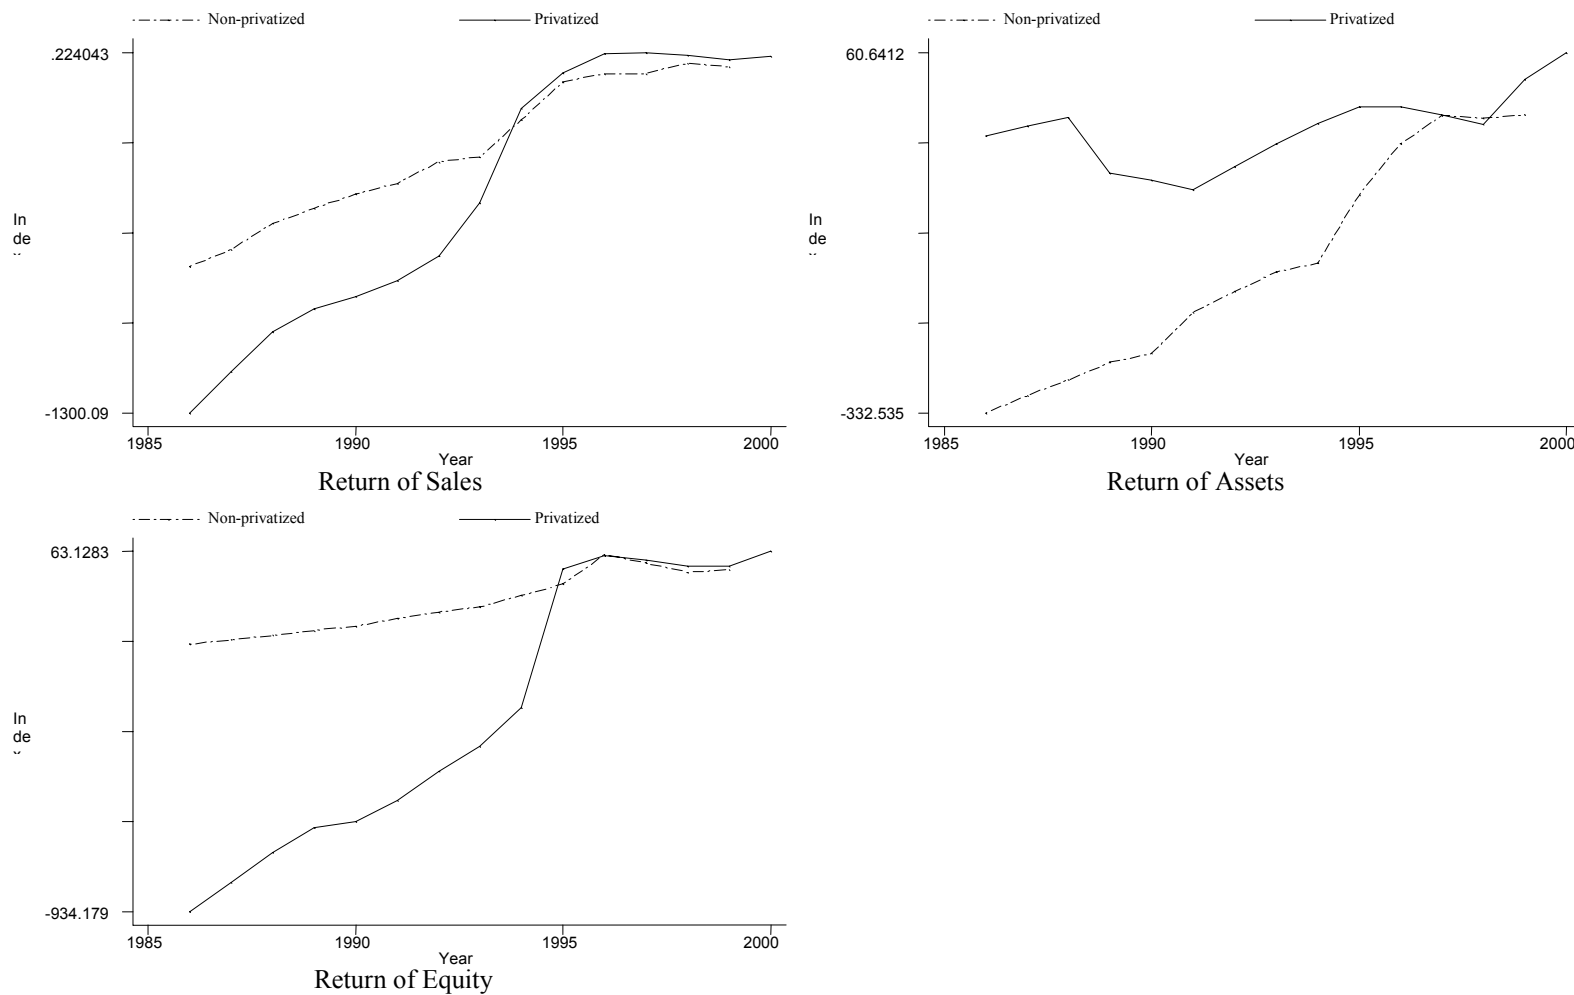 Non-privatized Privatized
.224043
In
de
x
-1300.09
1985 1990 1995 2000
Year
Return of Sales
Non-privatized Privatized
60.6412
In
de
x
-332.535
1985 1990 1995 2000
Year
Return of Assets
Non-privatized Privatized
63.1283
In
de
x
-934.179
1985 1990 1995 2000
Year
Return of Equity